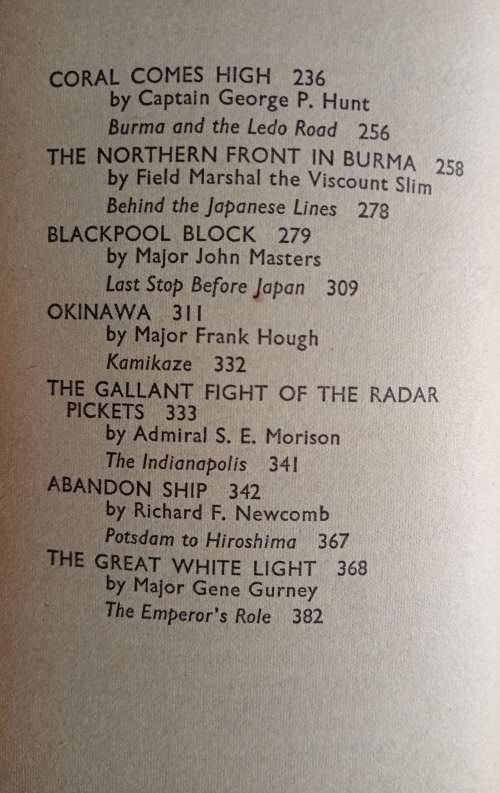 CORAL COMES HIGH 236
by Captain George P. Hunt
Burma and the Ledo Road 256
THE NORTHERN FRONT IN BURMA 258
by Field Marshal the Viscount Slim
Behind the Japanese Lines 278
BLACKPOOL BLOCK 279
by Major John Masters
Last Stop Before Japan 309
OKINAWA 311
by Major Frank Hough
Kamikaze 332
THE GALLANT FIGHT OF THE RADAR
PICKETS 333
by Admiral S. E. Morison
The Indianapolis 341
ABANDON SHIP 342
by Richard F. Newcomb
Potsdam to Hiroshima 367
THE GREAT WHITE LIGHT 368
by Major Gene Gurney
The Emperor's Role 382